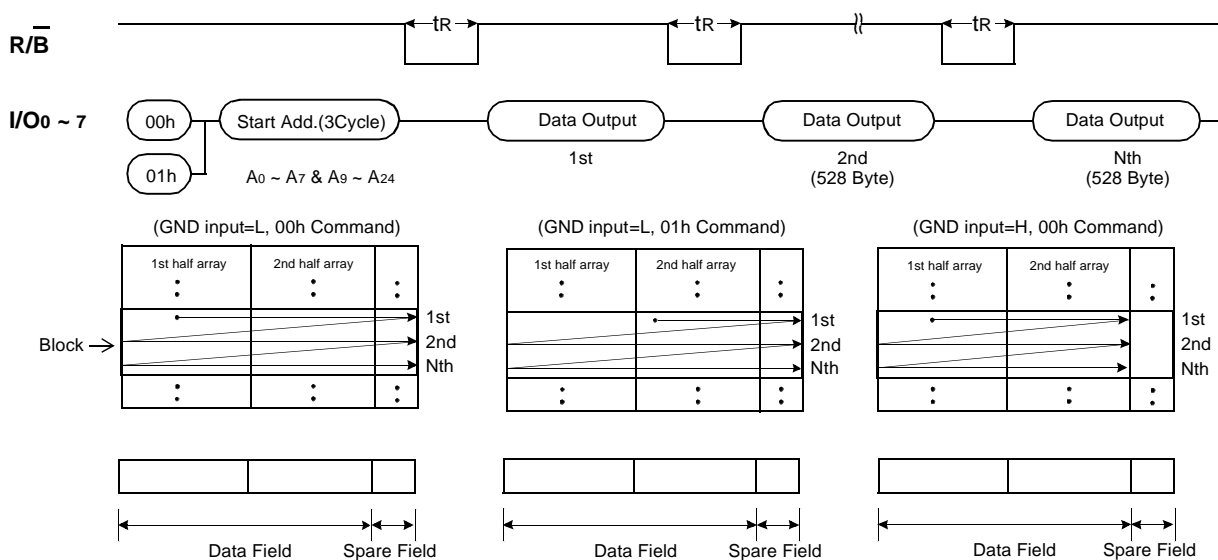 R/B̅
tR
tR
tR
I/O0 ~ 7
00h
Start Add.(3Cycle)
Data Output
Data Output
Data Output
01h
A0 ~ A7 & A9 ~ A24
1st
2nd
(528 Byte)
Nth
(528 Byte)
(GND input=L, 00h Command)
(GND input=L, 01h Command)
(GND input=H, 00h Command)
1st half array
2nd half array
1st half array
2nd half array
1st half array
2nd half array
Block
1st
2nd
Nth
1st
2nd
Nth
1st
2nd
Nth
Data Field
Spare Field
Data Field
Spare Field
Data Field
Spare Field